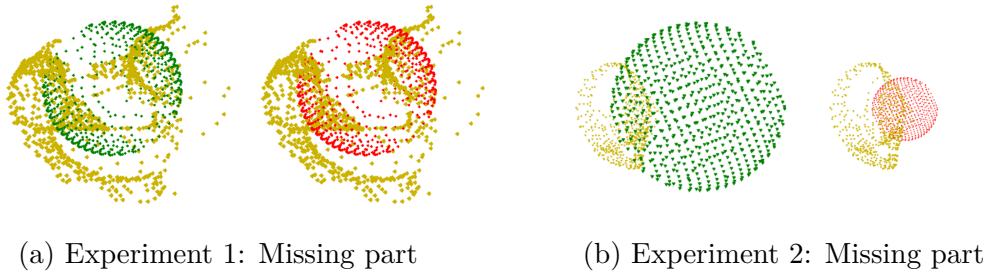 (a) Experiment 1: Missing part
(b) Experiment 2: Missing part